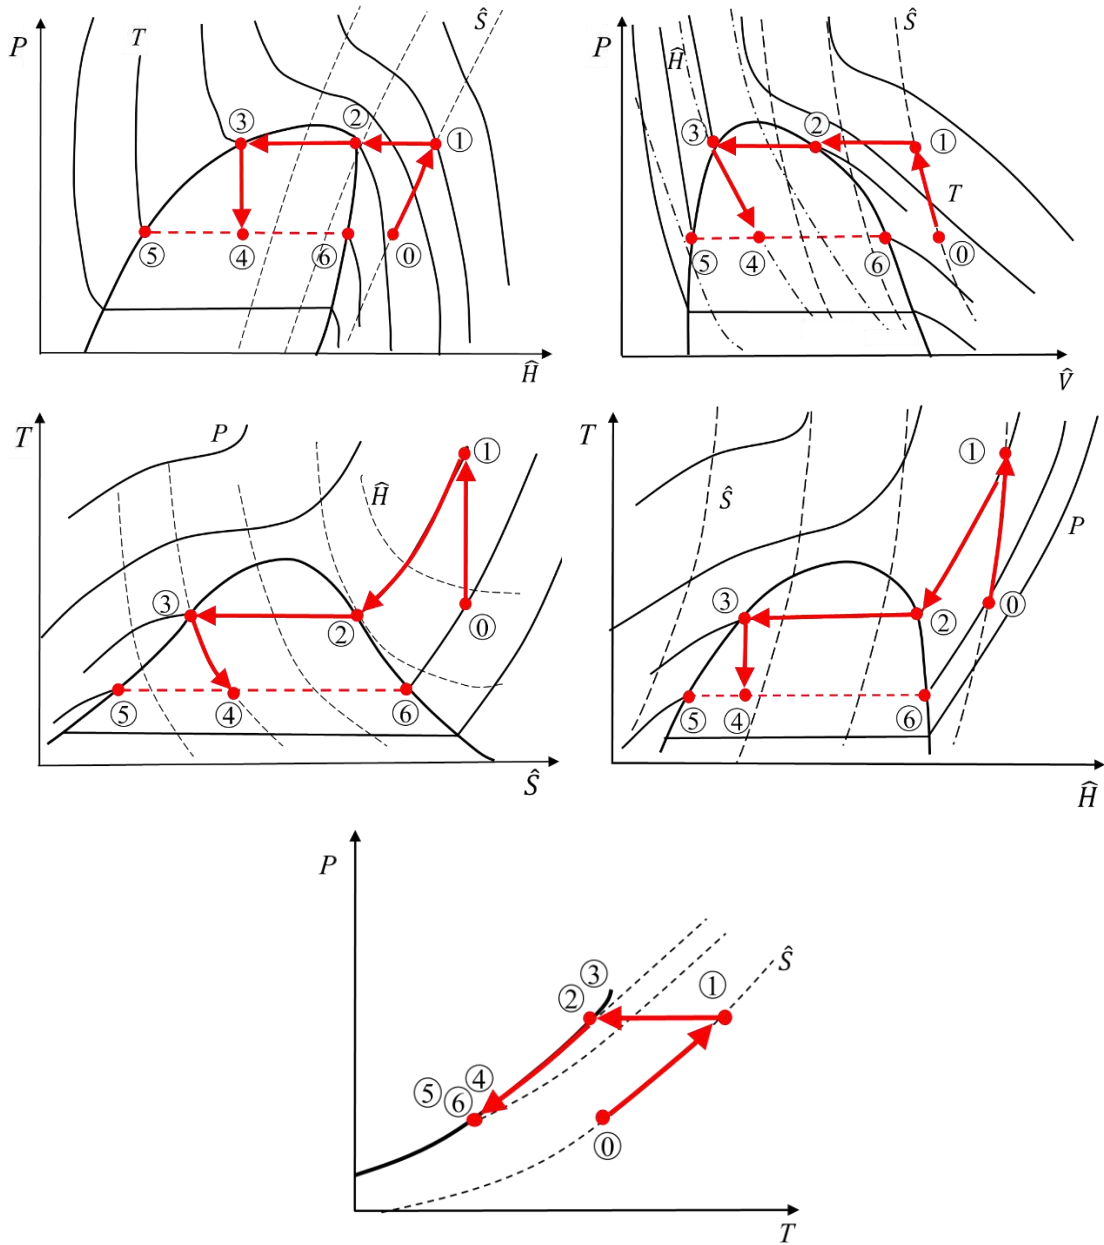 P T Ŝ
③ ② ①
⑤ ④ ⑥ ⓪
Ĥ
P Ĥ Ŝ
③ ② ①
T
⑤ ④ ⑥ ⓪
V̂
T P Ĥ ①
③ ② ⓪
⑤ ④ ⑥
Ŝ
T Ŝ ① P
③ ② ⓪
⑤ ④ ⑥
Ĥ
P
Ŝ
③
② ①
⑤ ⑥ ④
⓪
T